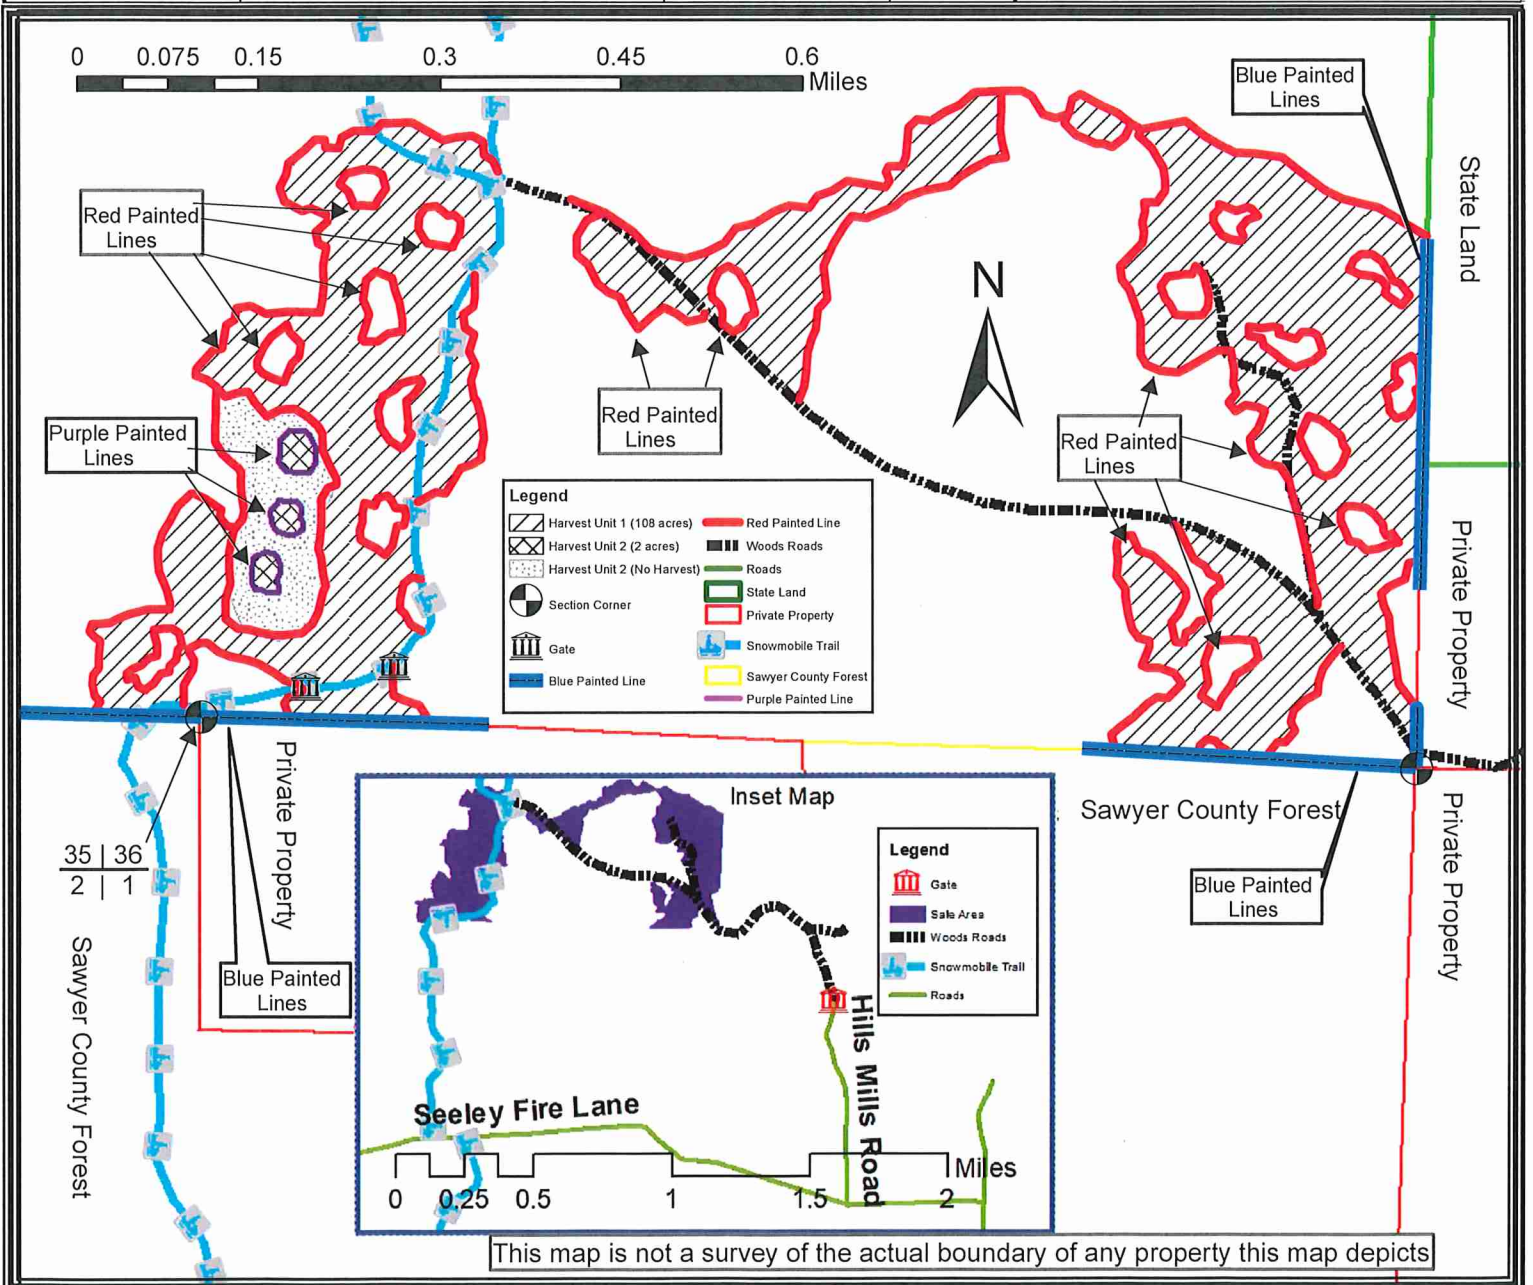 0 0.075 0.15 0.3 0.45 0.6
Miles
Blue Painted
Lines
State Land
Red Painted
Lines
N
Red Painted
Lines
Red Painted
Lines
Purple Painted
Lines
Legend
Harvest Unit 1 (108 acres)
Harvest Unit 2 (2 acres)
Harvest Unit 2 (No Harvest)
Section Corner
Gate
Blue Painted Line
Red Painted Line
Woods Roads
Roads
State Land
Private Property
Snowmobile Trail
Sawyer County Forest
Purple Painted Line
Private Property
Private Property
Private Property
Sawyer County Forest
Blue Painted
Lines
35 | 36
2 | 1
Blue Painted
Lines
Sawyer County Forest
Inset Map
Legend
Gate
Sale Area
Woods Roads
Snowmobile Trail
Roads
Hills Mills Road
Seeley Fire Lane
Miles
0 0.25 0.5 1 1.5 2
This map is not a survey of the actual boundary of any property this map depicts